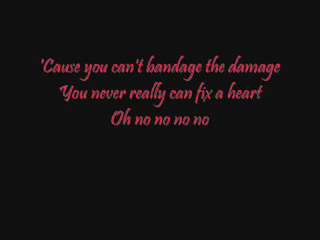 'Cause you can't bandage the damage
You never really can fix a heart
Oh no no no no